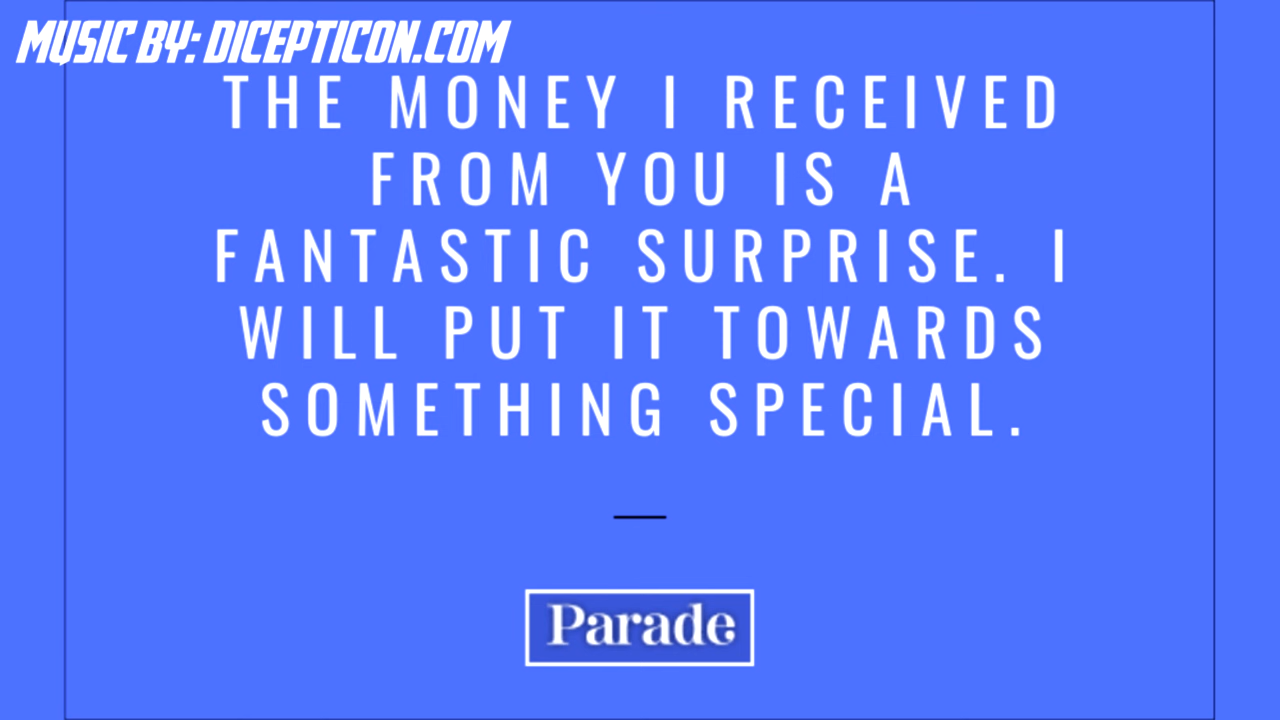 MUSIC BY: DICEPTICON.COM
THE MONEY I RECEIVED
FROM YOU IS A
FANTASTIC SURPRISE. I
WILL PUT IT TOWARDS
SOMETHING SPECIAL.
Parade